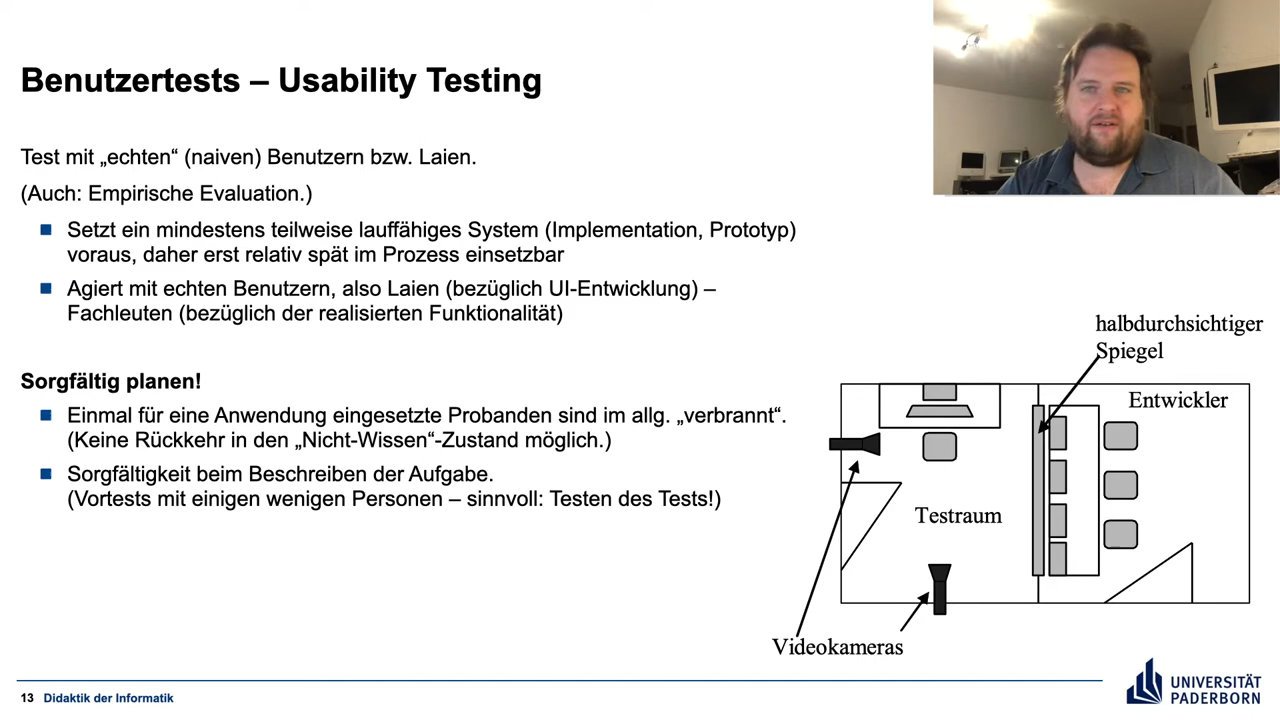 Benutzertests – Usability Testing
Test mit „echten“ (naiven) Benutzern bzw. Laien.
(Auch: Empirische Evaluation.)
Setzt ein mindestens teilweise lauffähiges System (Implementation, Prototyp)
voraus, daher erst relativ spät im Prozess einsetzbar
Agiert mit echten Benutzern, also Laien (bezüglich UI-Entwicklung) –
Fachleuten (bezüglich der realisierten Funktionalität)
Sorgfältig planen!
Einmal für eine Anwendung eingesetzte Probanden sind im allg. „verbrannt“.
(Keine Rückkehr in den „Nicht-Wissen“-Zustand möglich.)
Sorgfältigkeit beim Beschreiben der Aufgabe.
(Vortests mit einigen wenigen Personen – sinnvoll: Testen des Tests!)
halbdurchsichtiger
Spiegel
Entwickler
Testraum
Videokameras
13 Didaktik der Informatik
UNIVERSITÄT
PADERBORN